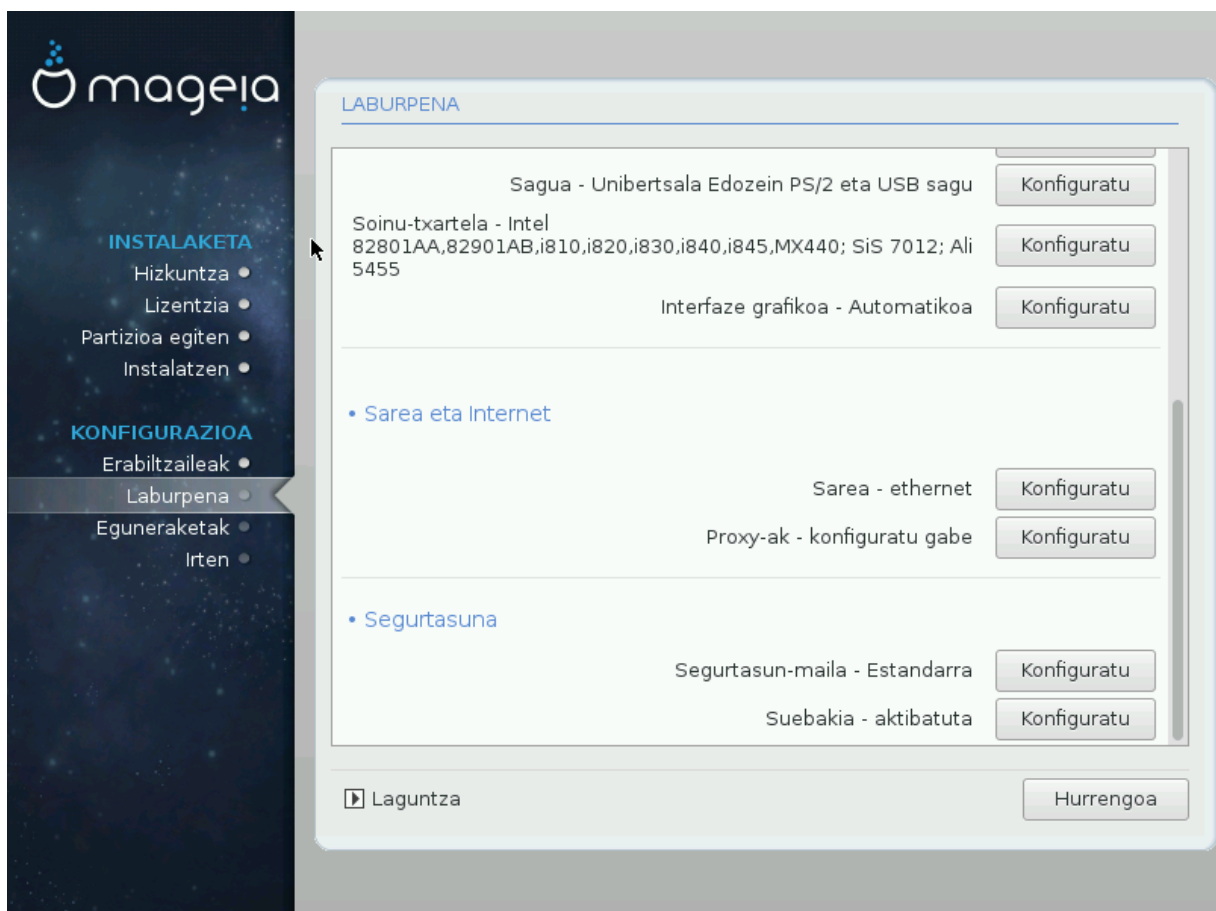 mageia
INSTALAKETA
Hizkuntza
Lizentzia
Partizioa egiten
Instalatzen
KONFIGURAZIOA
Erabiltzaileak
Laburpena
Eguneraketak
Irten
LABURPENA
Sagua - Unibertsala Edozein PS/2 eta USB sagu
Konfiguratu
Soinu-txartela - Intel
82801AA,82901AB,i810,i820,i830,i840,i845,MX440; SiS 7012; Ali
5455
Konfiguratu
Interfaze grafikoa - Automatikoa
Konfiguratu
• Sarea eta Internet
Sarea - ethernet
Konfiguratu
Proxy-ak - konfiguratu gabe
Konfiguratu
• Segurtasuna
Segurtasun-maila - Estandarra
Konfiguratu
Suebakia - aktibatuta
Konfiguratu
Laguntza
Hurrengoa